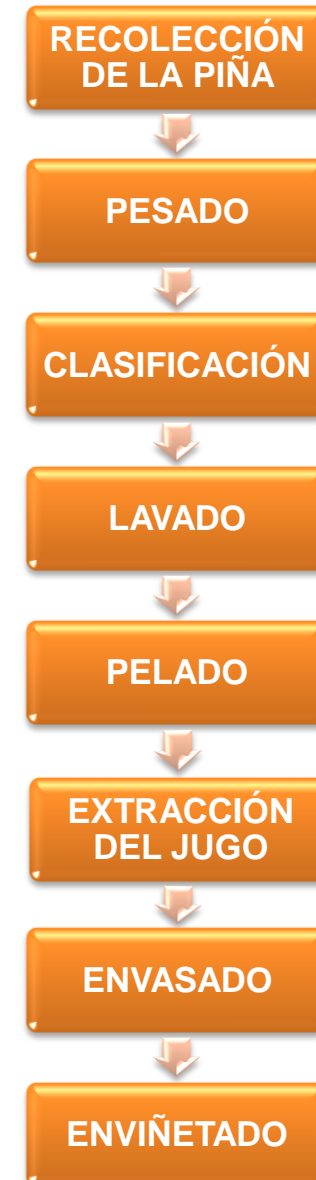 RECOLECCIÓN
DE LA PIÑA
PESADO
CLASIFICACIÓN
LAVADO
PELADO
EXTRACCIÓN
DEL JUGO
ENVASADO
ENVIÑETADO